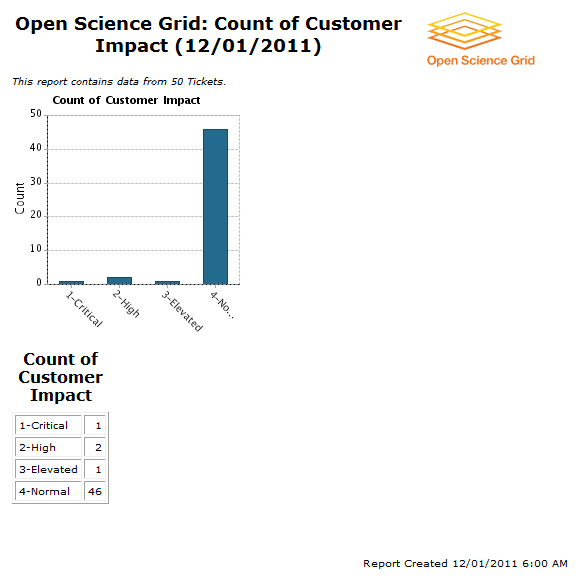 Open Science Grid: Count of Customer
Impact (12/01/2011)
Open Science Grid
This report contains data from 50 Tickets.
Count of Customer Impact
Count
50
40
30
20
10
0
1-Critical
2-High
3-Elevated
4-No...
Count of
Customer
Impact
1-Critical 1
2-High 2
3-Elevated 1
4-Normal 46
Report Created 12/01/2011 6:00 AM